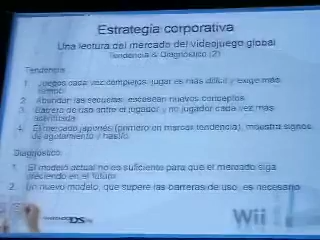 Estrategia corporativa
Una lectura del mercado del videojuego global
Tendencia & Diagnóstico (2)
Tendencia
1. Juegos cada vez complejos: jugar es más difícil y exige más
tiempo
2. Abundan las secuelas, escasean nuevos conceptos
3. Barrera de uso entre el jugador y no jugador cada vez más
acentuada
4. El mercado japonés (primero en marcar tendencia), muestra signos
de agotamiento y hastío
Diagnóstico
1. El modelo actual no es suficiente para que el mercado siga
creciendo en el futuro
2. Un nuevo modelo, que supere las barreras de uso, es necesario
NINTENDO DS
Wii